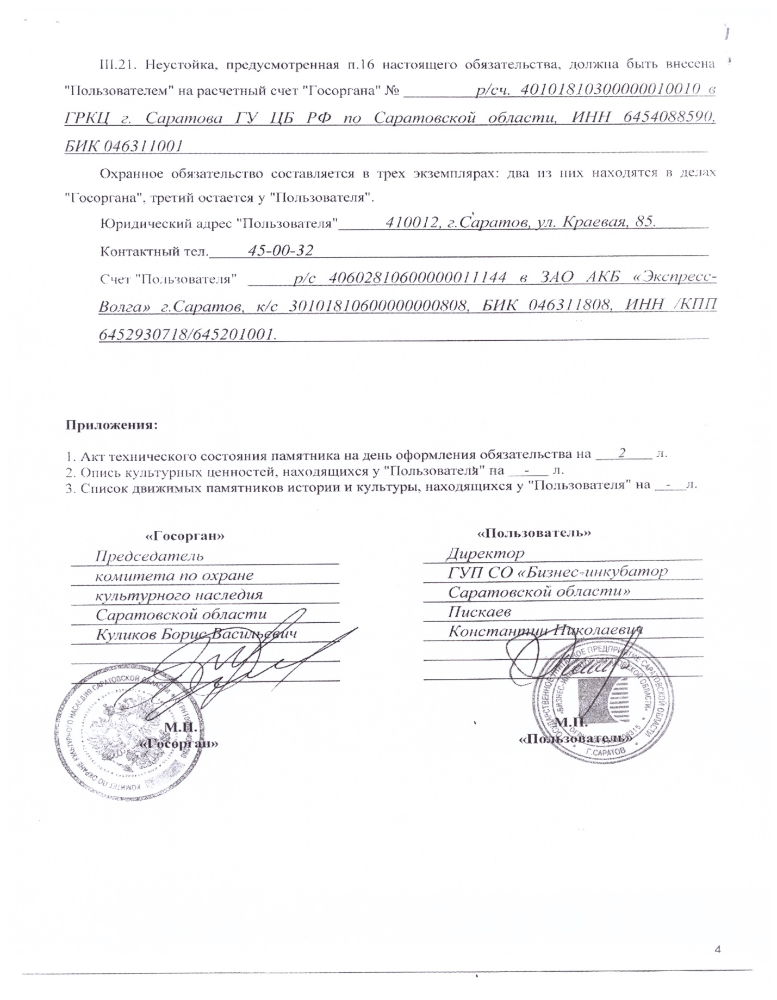 III.21. Неустойка, предусмотренная п.16 настоящего обязательства, должна быть внесена
"Пользователем" на расчетный счет "Госоргана" № р/сч. 40101810300000010010 в
ГРКЦ г. Саратова ГУ ЦБ РФ по Саратовской области, ИНН 6454088590,
БИК 046311001
Охранное обязательство составляется в трех экземплярах: два из них находятся в делах
"Госоргана", третий остается у "Пользователя".
Юридический адрес "Пользователя" 410012, г.Саратов, ул. Краевая, 85.
Контактный тел. 45-00-32
Счет "Пользователя" р/с 40602810600000011144 в ЗАО АКБ «Экспресс-
Волга» г.Саратов, к/с 30101810600000000808, БИК 046311808, ИНН /КПП
6452930718/645201001.
Приложения:
1. Акт технического состояния памятника на день оформления обязательства на 2 л.
2. Опись культурных ценностей, находящихся у "Пользователя" на - л.
3. Список движимых памятников истории и культуры, находящихся у "Пользователя" на - л.
«Госорган»
Председатель
комитета по охране
культурного наследия
Саратовской области
Куликов Борис Васильевич
М.П.
«Госорган»
КОМИТЕТ ПО ОХРАНЕ КУЛЬТУРНОГО НАСЛЕДИЯ САРАТОВСКОЙ ОБЛАСТИ
«Пользователь»
Директор
ГУП СО «Бизнес-инкубатор
Саратовской области»
Пискаев
Константин Николаевич
М.П.
«Пользователь»
ГОСУДАРСТВЕННОЕ УНИТАРНОЕ ПРЕДПРИЯТИЕ САРАТОВСКОЙ ОБЛАСТИ
«БИЗНЕС-ИНКУБАТОР САРАТОВСКОЙ ОБЛАСТИ»
Г.САРАТОВ
4